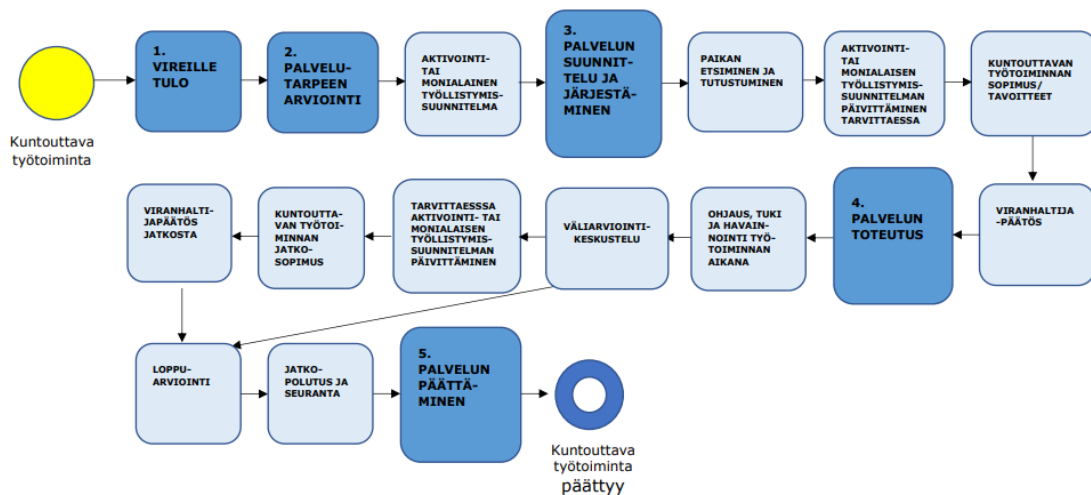 Kuntouttava
työtoiminta
1.
VIREILLE
TULO
2.
PALVELU-
TARPEEN
ARVIOINTI
AKTIVOINTI-
TAI
MONIALAINEN
TYÖLLISTYMIS-
SUUNNITELMA
3.
PALVELUN
SUUNNIT-
TELU JA
JÄRJESTÄ-
MINEN
PAIKAN
ETSIMINEN JA
TUTUSTUMINEN
AKTIVOINTI-
TAI
MONIALAISEN
TYÖLLISTYMIS-
SUUNNITELMAN
PÄIVITTÄMINEN
TARVITTAESSA
KUNTOUTTAVAN
TYÖTOIMINNAN
SOPIMUS/
TAVOITTEET
VIRANHALTIJA
-PÄÄTÖS
4.
PALVELUN
TOTEUTUS
OHJAUS, TUKI
JA HAVAIN-
NOINTI TYÖ-
TOIMINNAN
AIKANA
VÄLIARVIOINTI-
KESKUSTELU
TARVITTAESSSA
AKTIVOINTI- TAI
MONIALAISEN
TYÖLLISTYMIS-
SUUNNITELMAN
PÄIVITTÄMINEN
KUNTOUTTA-
VAN TYÖTOI-
MINNAN
JATKO-
SOPIMUS
VIRANHALTI-
JAPÄÄTÖS
JATKOSTA
LOPPU-
ARVIOINTI
JATKO-
POLUTUS JA
SEURANTA
5.
PALVELUN
PÄÄTTÄ-
MINEN
Kuntouttava
työtoiminta
päättyy